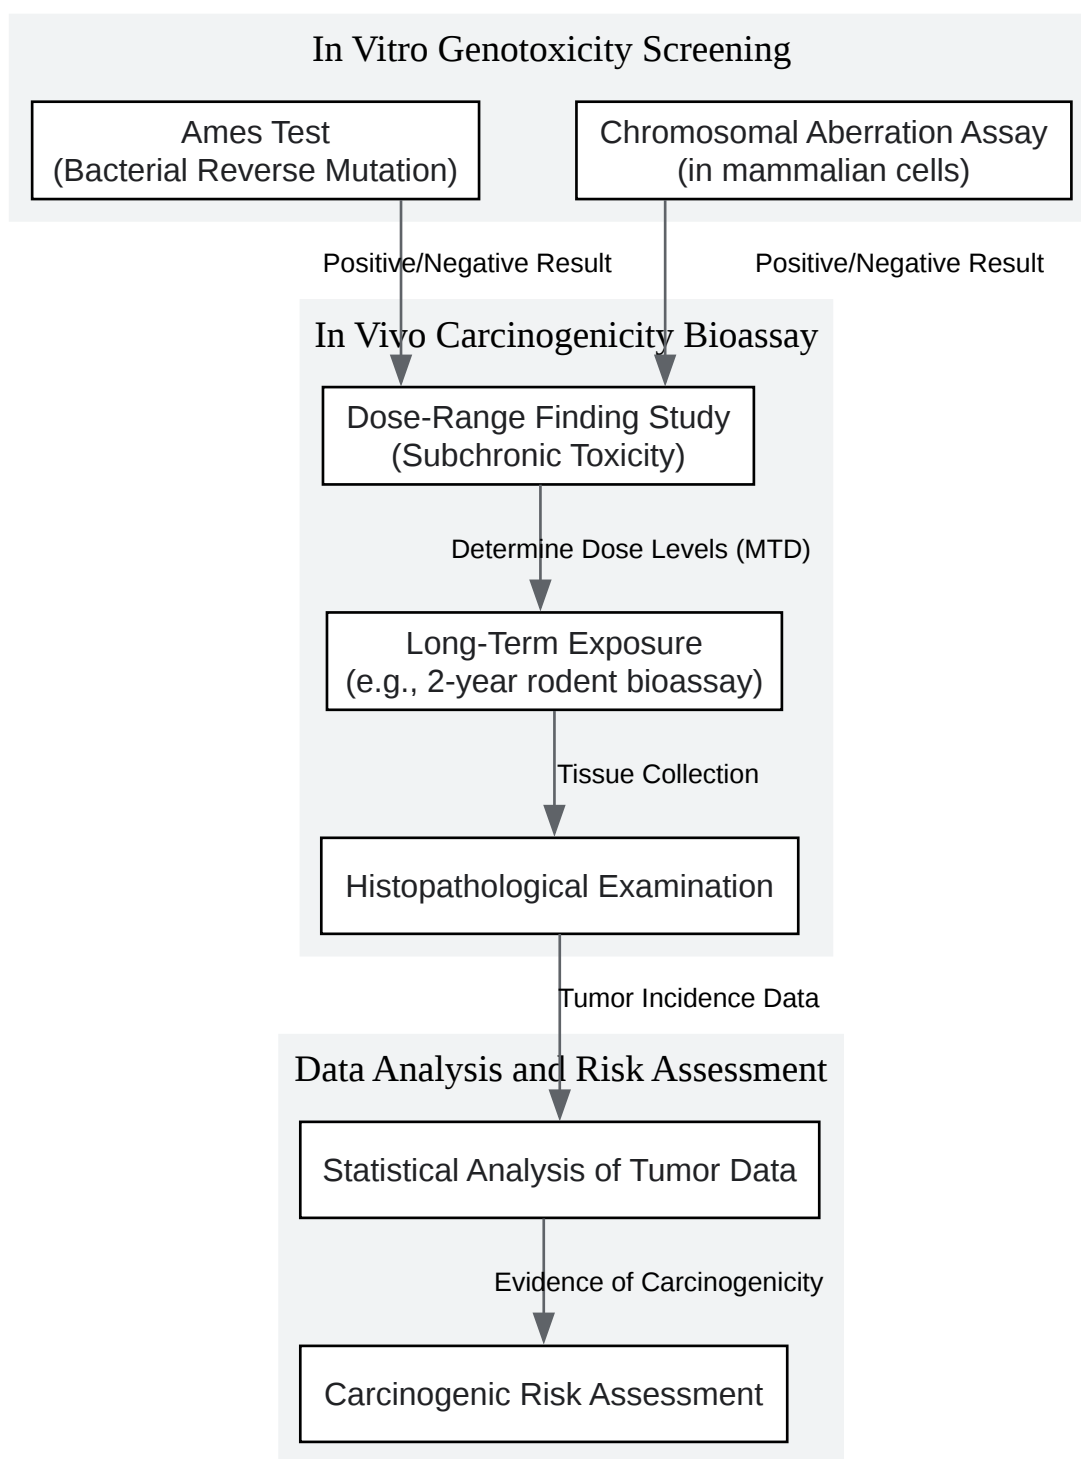 In Vitro Genotoxicity Screening
Ames Test
(Bacterial Reverse Mutation)
Chromosomal Aberration Assay
(in mammalian cells)
Positive/Negative Result
Positive/Negative Result
In Vivo Carcinogenicity Bioassay
Dose-Range Finding Study
(Subchronic Toxicity)
Determine Dose Levels (MTD)
Long-Term Exposure
(e.g., 2-year rodent bioassay)
Tissue Collection
Histopathological Examination
Tumor Incidence Data
Data Analysis and Risk Assessment
Statistical Analysis of Tumor Data
Evidence of Carcinogenicity
Carcinogenic Risk Assessment